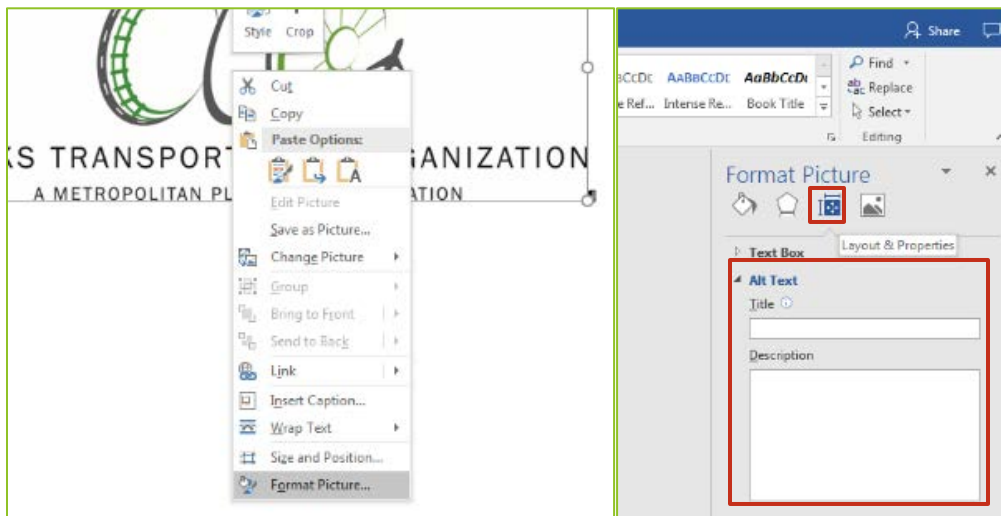 Style Crop
Cut
Copy
Paste Options:
KS TRANSPOR ANIZATION
A METROPOLITAN PL ATION
Edit Picture
Save as Picture...
Change Picture
Group
Bring to Front
Send to Back
Link
Insert Caption...
Wrap Text
Size and Position...
Format Picture...
Share
Find
Replace
Select
Editing
BCcDc AABBCCDC AaBbCcDc
e Ref... Intense Re... Book Title
Format Picture
Layout & Properties
Text Box
Alt Text
Title
Description